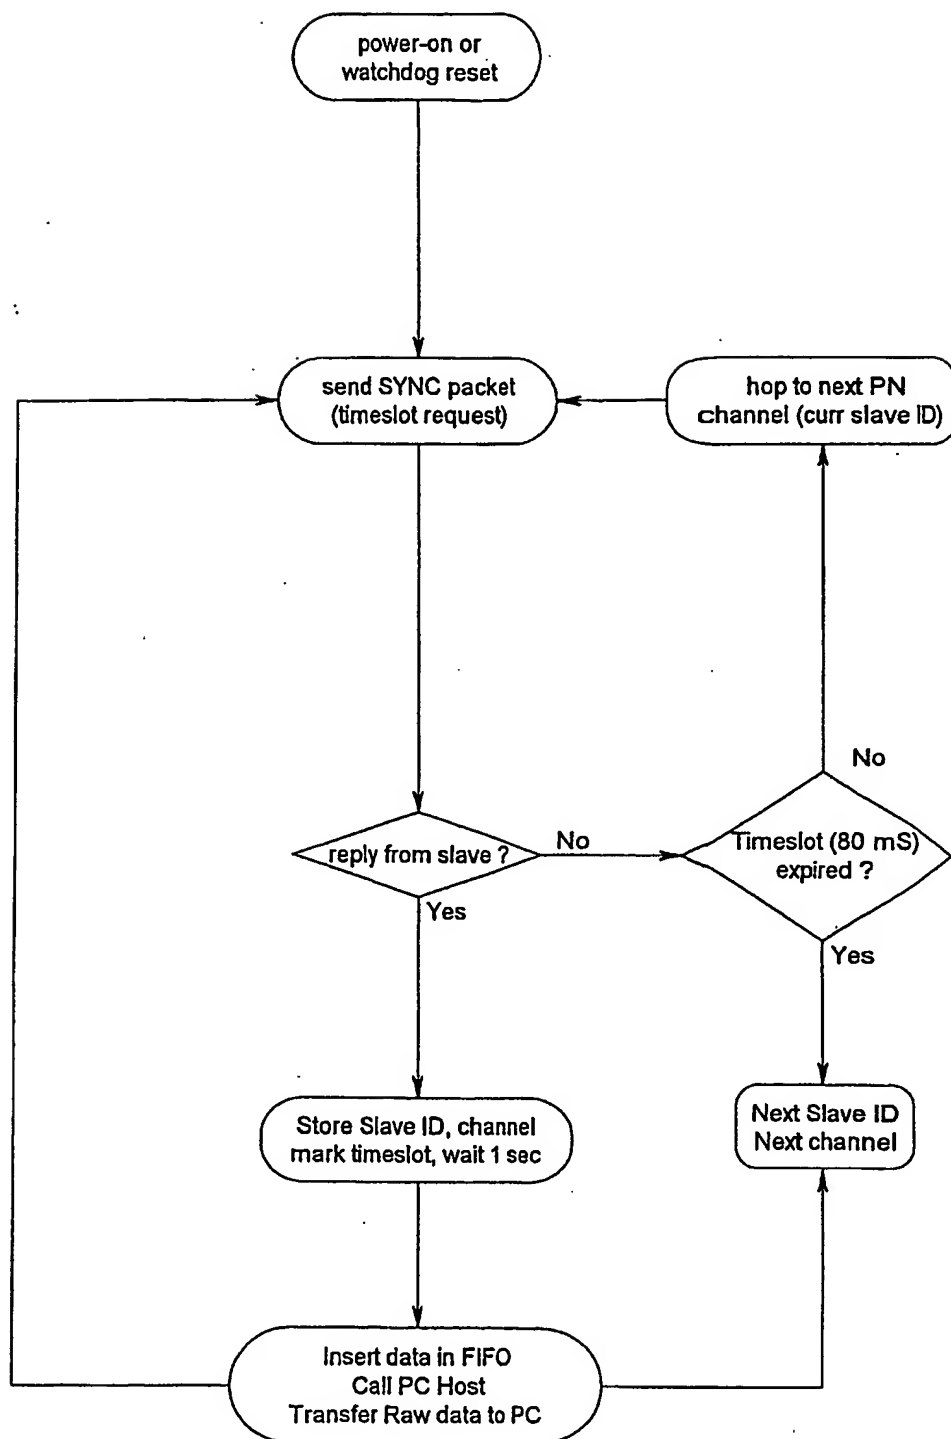 power-on or
watchdog reset
send SYNC packet
(timeslot request)
hop to next PN
channel (curr slave ID)
No
reply from slave ?
No
Timeslot (80 mS)
expired ?
Yes
Yes
Store Slave ID, channel
mark timeslot, wait 1 sec
Next Slave ID
Next channel
Insert data in FIFO
Call PC Host
Transfer Raw data to PC